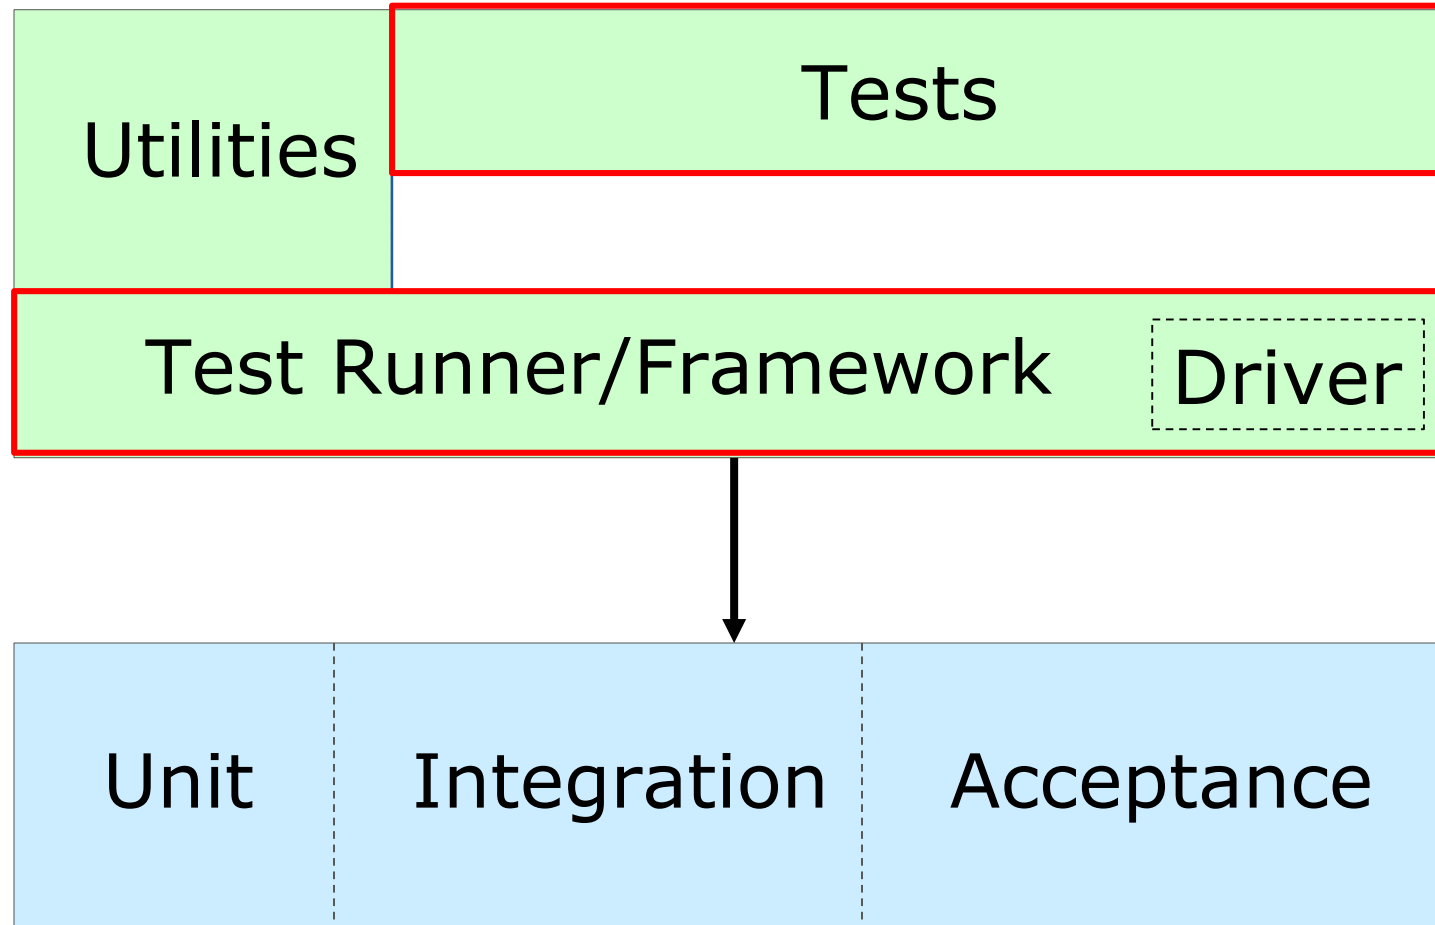 Tests
Utilities
Test Runner/Framework
Driver
Unit
Integration
Acceptance